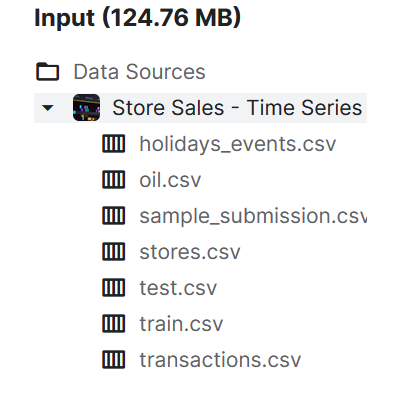 Input (124.76 MB)
Data Sources
Store Sales - Time Series
holidays_events.csv
oil.csv
sample_submission.csv
stores.csv
test.csv
train.csv
transactions.csv